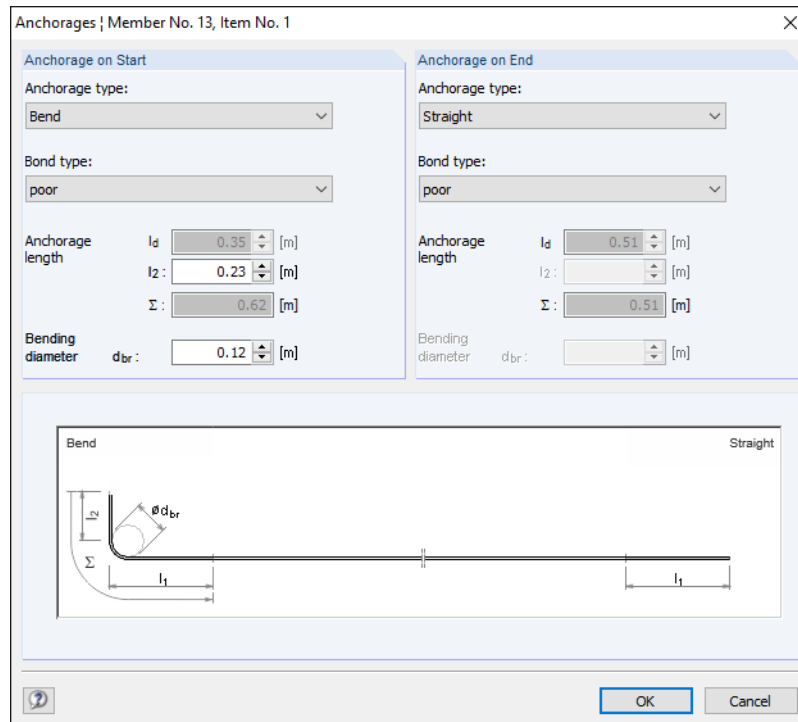 Anchorages ¦ Member No. 13, Item No. 1
Anchorage on Start
Anchorage type:
Bend
Bond type:
poor
Anchorage length
ld 0.35 [m]
l2 : 0.23 [m]
Σ : 0.62 [m]
Bending diameter dbr : 0.12 [m]
Anchorage on End
Anchorage type:
Straight
Bond type:
poor
Anchorage length
ld 0.51 [m]
l2 : [m]
Σ : 0.51 [m]
Bending diameter dbr : [m]
Bend
Straight
l2
ødbr
Σ
l1
l1
OK
Cancel